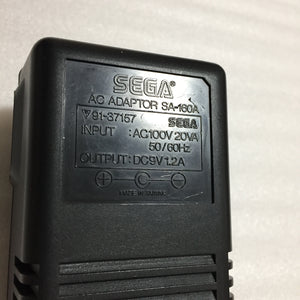 SEGA®
AC ADAPTOR SA-160A
▽91-37157 SEGA
INPUT : AC100V 20VA
50/60Hz
OUTPUT : DC9V 1.2A
+ C −